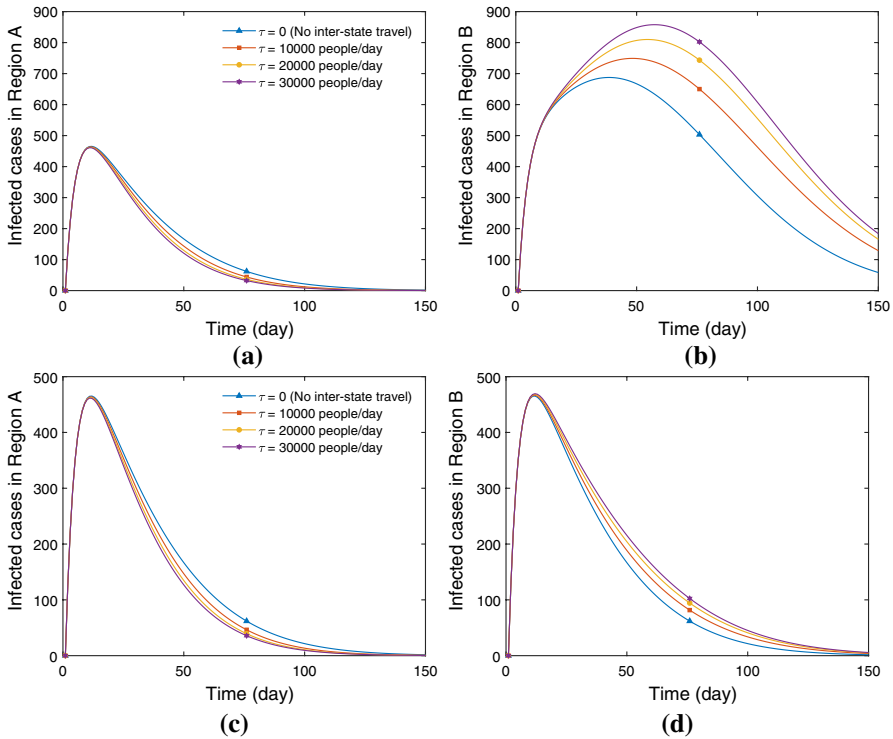 900
800
700
600
500
400
300
200
100
0
0
50
100
150
Infected cases in Region A
Time (day)
τ = 0 (No inter-state travel)
τ = 10000 people/day
τ = 20000 people/day
τ = 30000 people/day
(a)
900
800
700
600
500
400
300
200
100
0
0
50
100
150
Infected cases in Region B
Time (day)
(b)
500
400
300
200
100
0
0
50
100
150
Infected cases in Region A
Time (day)
τ = 0 (No inter-state travel)
τ = 10000 people/day
τ = 20000 people/day
τ = 30000 people/day
(c)
500
400
300
200
100
0
0
50
100
150
Infected cases in Region B
Time (day)
(d)